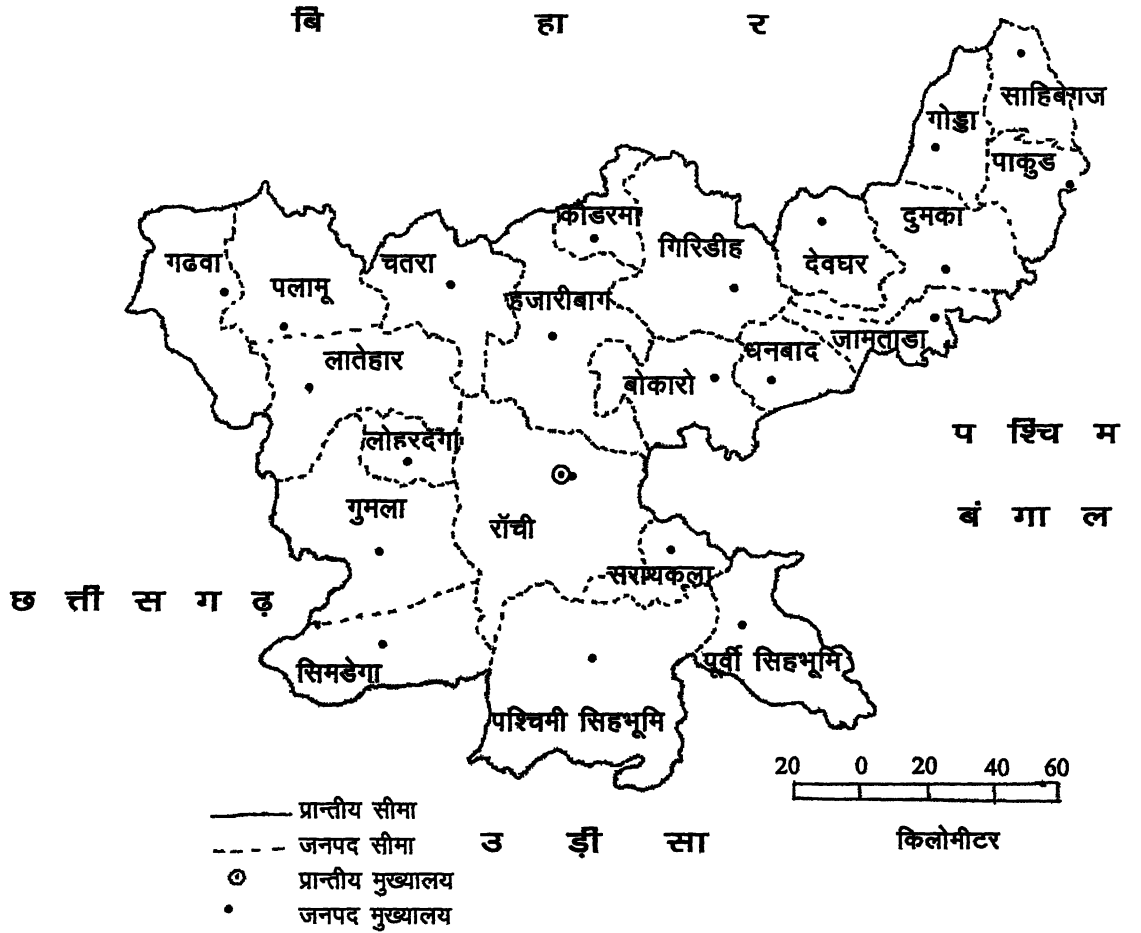 बि हा र
साहिबगंज
गोड्डा
पाकुड
कोडरमा
दुमका
गिरिडीह
गढवा
चतरा
देवघर
पलामू
हजारीबाग
जामताडा
धनबाद
लातेहार
बोकारो
प श्चि म
लोहरदगा
गुमला
बं गा ल
राँची
सरायकेला
छ त्ती स ग ढ़
सिमडेगा
पूर्वी सिहभूमि
पश्चिमी सिहभूमि
20 0 20 40 60
किलोमीटर
प्रान्तीय सीमा
जनपद सीमा
उ ड़ी सा
प्रान्तीय मुख्यालय
जनपद मुख्यालय